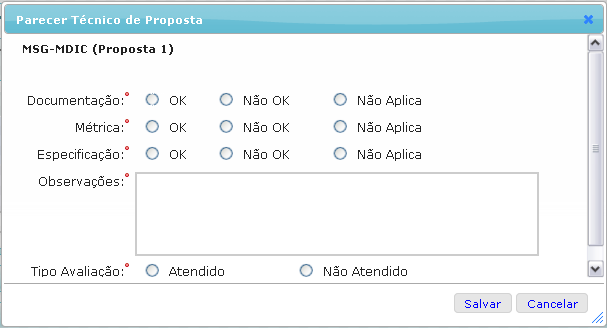 Parecer Técnico de Proposta
MSG-MDIC (Proposta 1)
Documentação:* OK Não OK Não Aplica
Métrica:* OK Não OK Não Aplica
Especificação:* OK Não OK Não Aplica
Observações:*
Tipo Avaliação:* Atendido Não Atendido
Salvar Cancelar